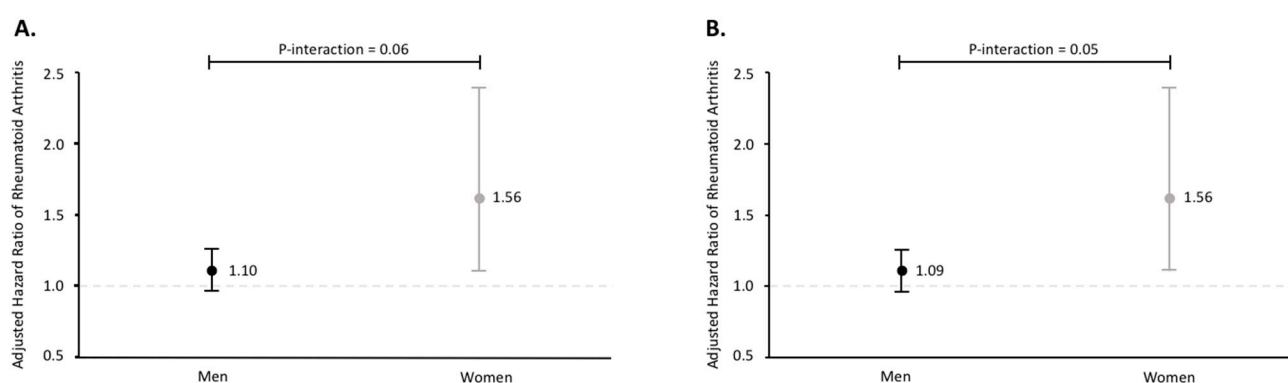 A.
P-interaction = 0.06
Adjusted Hazard Ratio of Rheumatoid Arthritis
2.5
2.0
1.5
1.0
0.5
1.10
1.56
Men
Women
B.
P-interaction = 0.05
Adjusted Hazard Ratio of Rheumatoid Arthritis
2.5
2.0
1.5
1.0
0.5
1.09
1.56
Men
Women